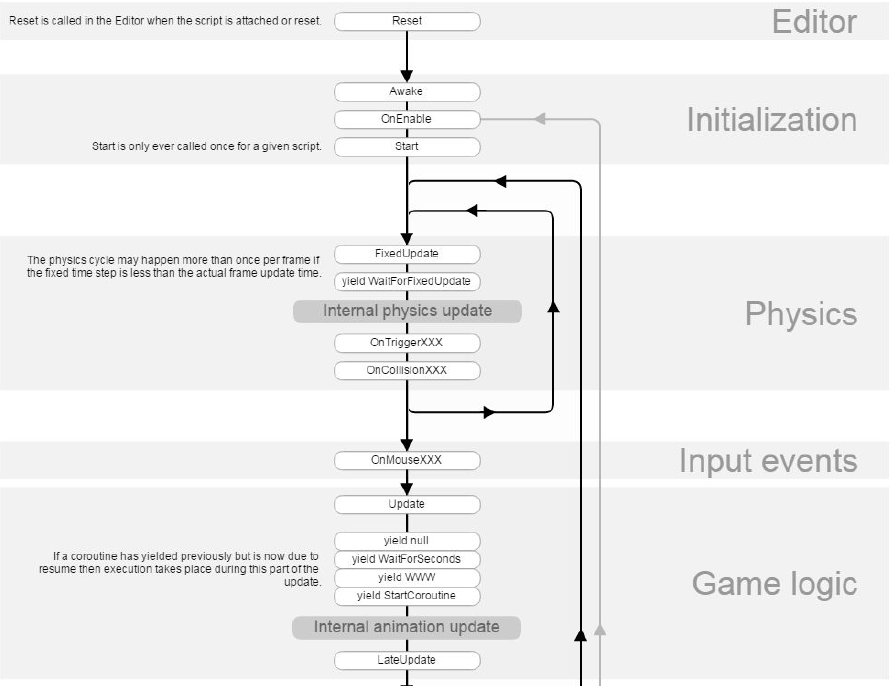 Reset is called in the Editor when the script is attached or reset.
Reset
Editor
Awake
OnEnable
Initialization
Start is only ever called once for a given script.
Start
The physics cycle may happen more than once per frame if
the fixed time step is less than the actual frame update time.
FixedUpdate
yield WaitForFixedUpdate
Internal physics update
Physics
OnTriggerXXX
OnCollisionXXX
OnMouseXXX
Input events
Update
yield null
If a coroutine has yielded previously but is now due to
resume then execution takes place during this part of the
update.
yield WaitForSeconds
yield WWW
yield StartCoroutine
Game logic
Internal animation update
LateUpdate